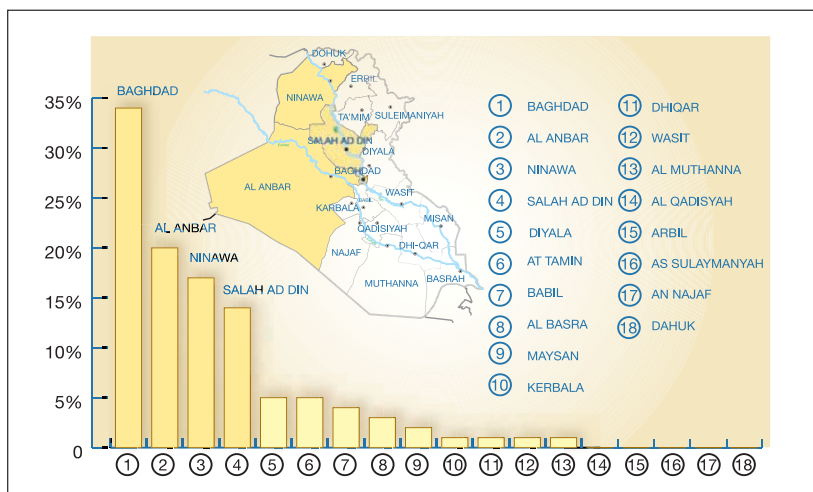 DOHUK
BAGHDAD
ERBIL
NINAWA
35%
TA'MIM
SULEIMANIYAH
1 BAGHDAD
11 DHIQAR
2 AL ANBAR
12 WASIT
30%
SALAH AD DIN
DIYALA
3 NINAWA
13 AL MUTHANNA
BAGHDAD
25%
AL ANBAR
WASIT
4 SALAH AD DIN
14 AL QADISYAH
KARBALA
BABIL
AL ANBAR
MISAN
QADISIYAH
5 DIYALA
15 ARBIL
20%
NINAWA
NAJAF
DHI-QAR
6 AT TAMIN
16 AS SULAYMANYAH
BASRAH
SALAH AD DIN
MUTHANNA
7 BABIL
17 AN NAJAF
15%
8 AL BASRA
18 DAHUK
10%
9 MAYSAN
10 KERBALA
5%
0
1 2 3 4 5 6 7 8 9 10 11 12 13 14 15 16 17 18